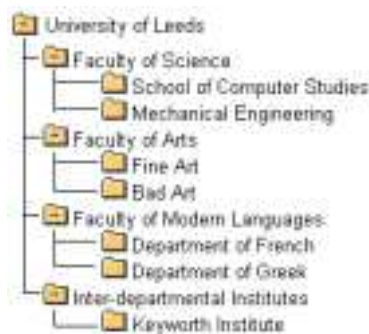 University of Leeds
Faculty of Science
School of Computer Studies
Mechanical Engineering
Faculty of Arts
Fine Art
Bad Art
Faculty of Modern Languages
Department of French
Department of Greek
Inter-departmental Institutes
Keyworth Institute